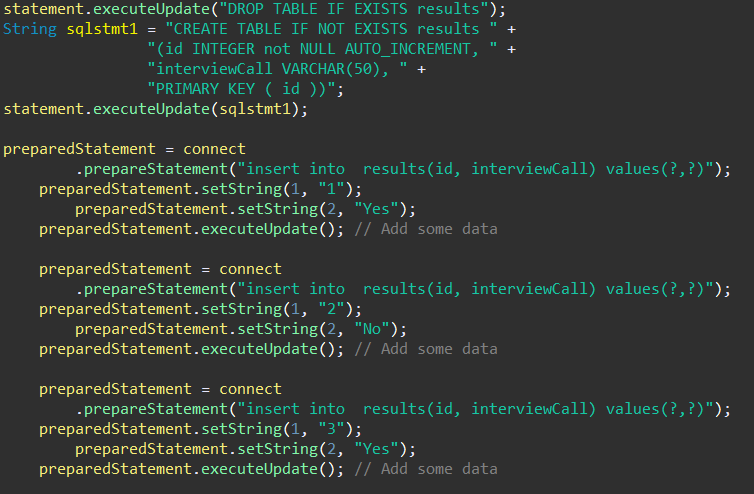 statement.executeUpdate("DROP TABLE IF EXISTS results");
String sqlstmt1 = "CREATE TABLE IF NOT EXISTS results " +
                "(id INTEGER not NULL AUTO_INCREMENT, " +
                "interviewCall VARCHAR(50), " +
                "PRIMARY KEY ( id ))";
statement.executeUpdate(sqlstmt1);

preparedStatement = connect
        .prepareStatement("insert into  results(id, interviewCall) values(?,?)");
    preparedStatement.setString(1, "1");
        preparedStatement.setString(2, "Yes");
    preparedStatement.executeUpdate(); // Add some data

    preparedStatement = connect
        .prepareStatement("insert into  results(id, interviewCall) values(?,?)");
    preparedStatement.setString(1, "2");
        preparedStatement.setString(2, "No");
    preparedStatement.executeUpdate(); // Add some data

    preparedStatement = connect
        .prepareStatement("insert into  results(id, interviewCall) values(?,?)");
    preparedStatement.setString(1, "3");
        preparedStatement.setString(2, "Yes");
    preparedStatement.executeUpdate(); // Add some data